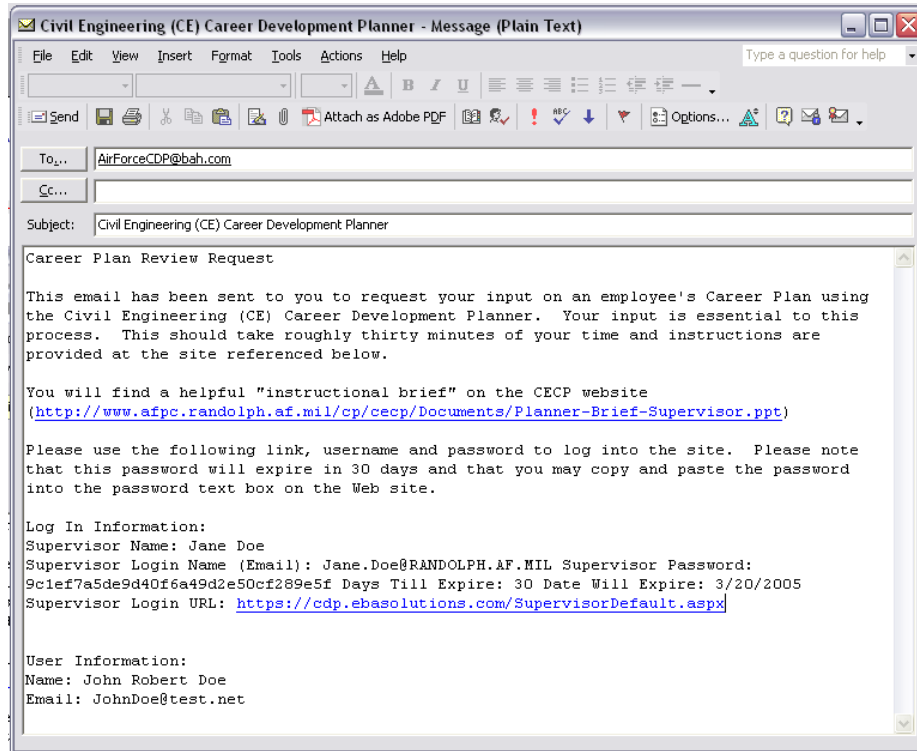 Civil Engineering (CE) Career Development Planner - Message (Plain Text)
File Edit View Insert Format Tools Actions Help Type a question for help
A B I U
Send Attach as Adobe PDF ABC Options...
To... AirForceCDP@bah.com
Cc...
Subject: Civil Engineering (CE) Career Development Planner
Career Plan Review Request
This email has been sent to you to request your input on an employee's Career Plan using
the Civil Engineering (CE) Career Development Planner. Your input is essential to this
process. This should take roughly thirty minutes of your time and instructions are
provided at the site referenced below.
You will find a helpful "instructional brief" on the CECP website
(http://www.afpc.randolph.af.mil/cp/cecp/Documents/Planner-Brief-Supervisor.ppt)
Please use the following link, username and password to log into the site. Please note
that this password will expire in 30 days and that you may copy and paste the password
into the password text box on the Web site.
Log In Information:
Supervisor Name: Jane Doe
Supervisor Login Name (Email): Jane.Doe@RANDOLPH.AF.MIL Supervisor Password:
9c1ef7a5de9d40f6a49d2e50cf289e5f Days Till Expire: 30 Date Will Expire: 3/20/2005
Supervisor Login URL: https://cdp.ebasolutions.com/SupervisorDefault.aspx
User Information:
Name: John Robert Doe
Email: JohnDoe@test.net